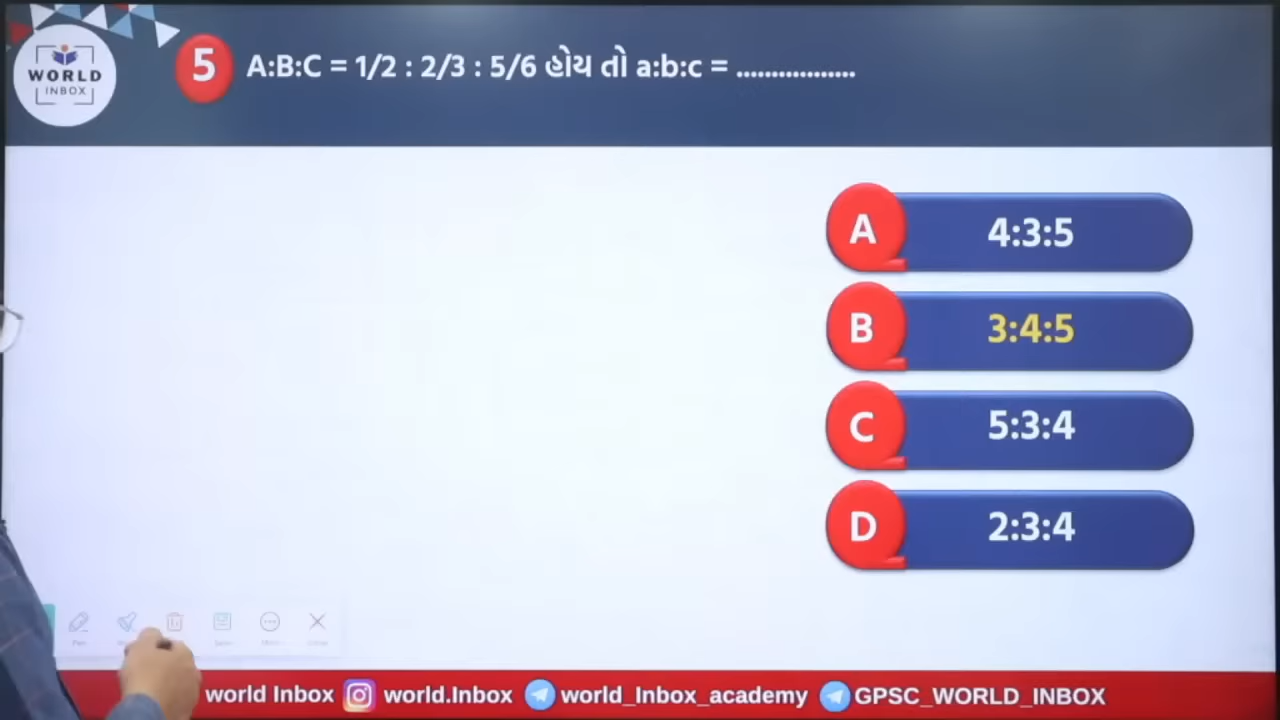 WORLD
INBOX
5 A:B:C = 1/2 : 2/3 : 5/6 હોય તો a:b:c = .................
A 4:3:5
B 3:4:5
C 5:3:4
D 2:3:4
Pen
world Inbox world.Inbox world_Inbox_academy GPSC_WORLD_INBOX